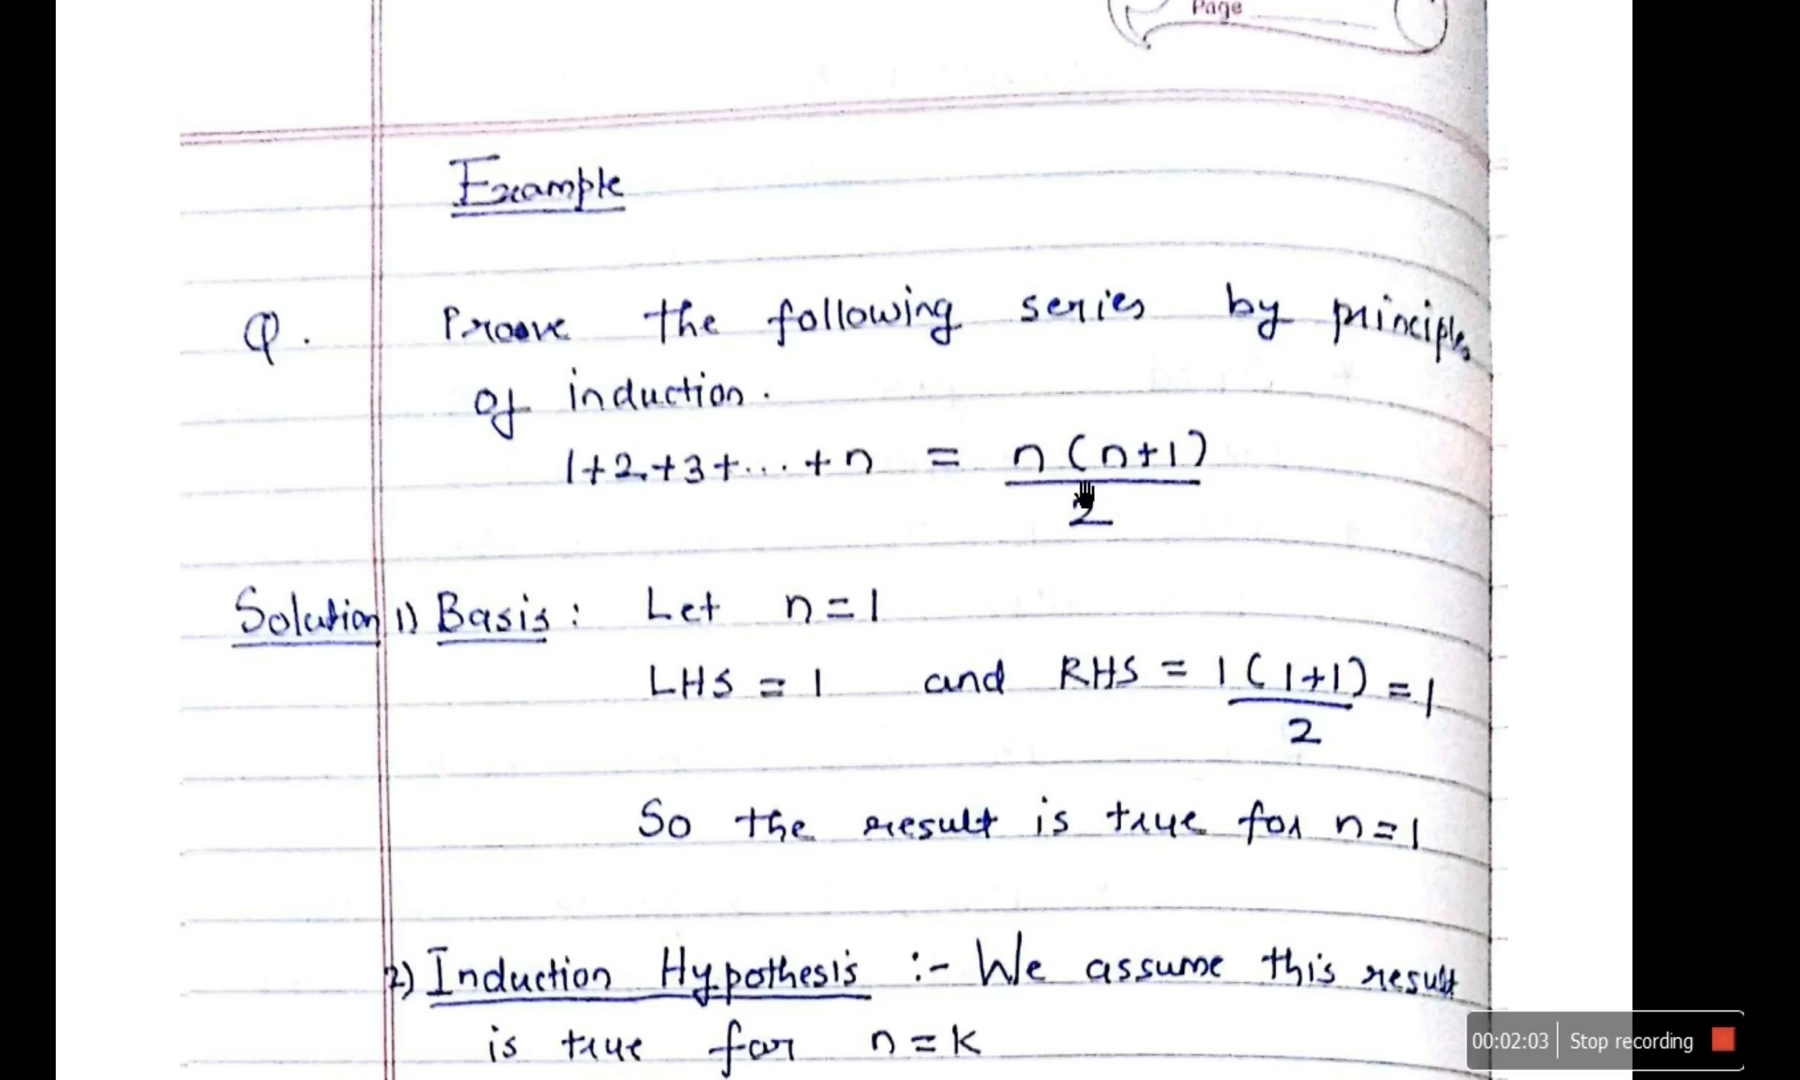 Page
Example
Q. Proove the following series by principle
of induction.
1+2+3+...+n = n(n+1)
2
Solution 1) Basis: Let n=1
LHS = 1 and RHS = 1(1+1) = 1
2
So the result is true for n=1
2) Induction Hypothesis :- We assume this result
is true for n=k
00:02:03 Stop recording